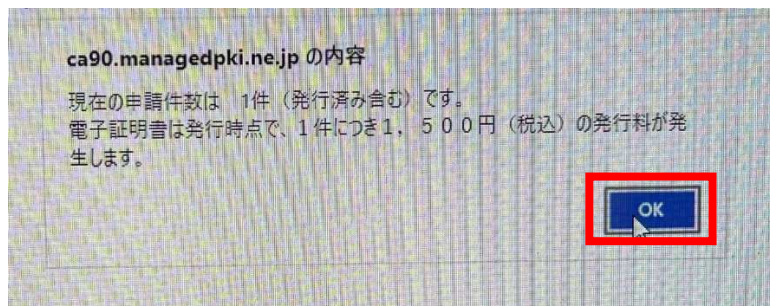 ca90.managedpki.ne.jp の内容
現在の申請件数は　1件（発行済み含む）です。
電子証明書は発行時点で、１件につき１，５００円（税込）の発行料が発
生します。
OK